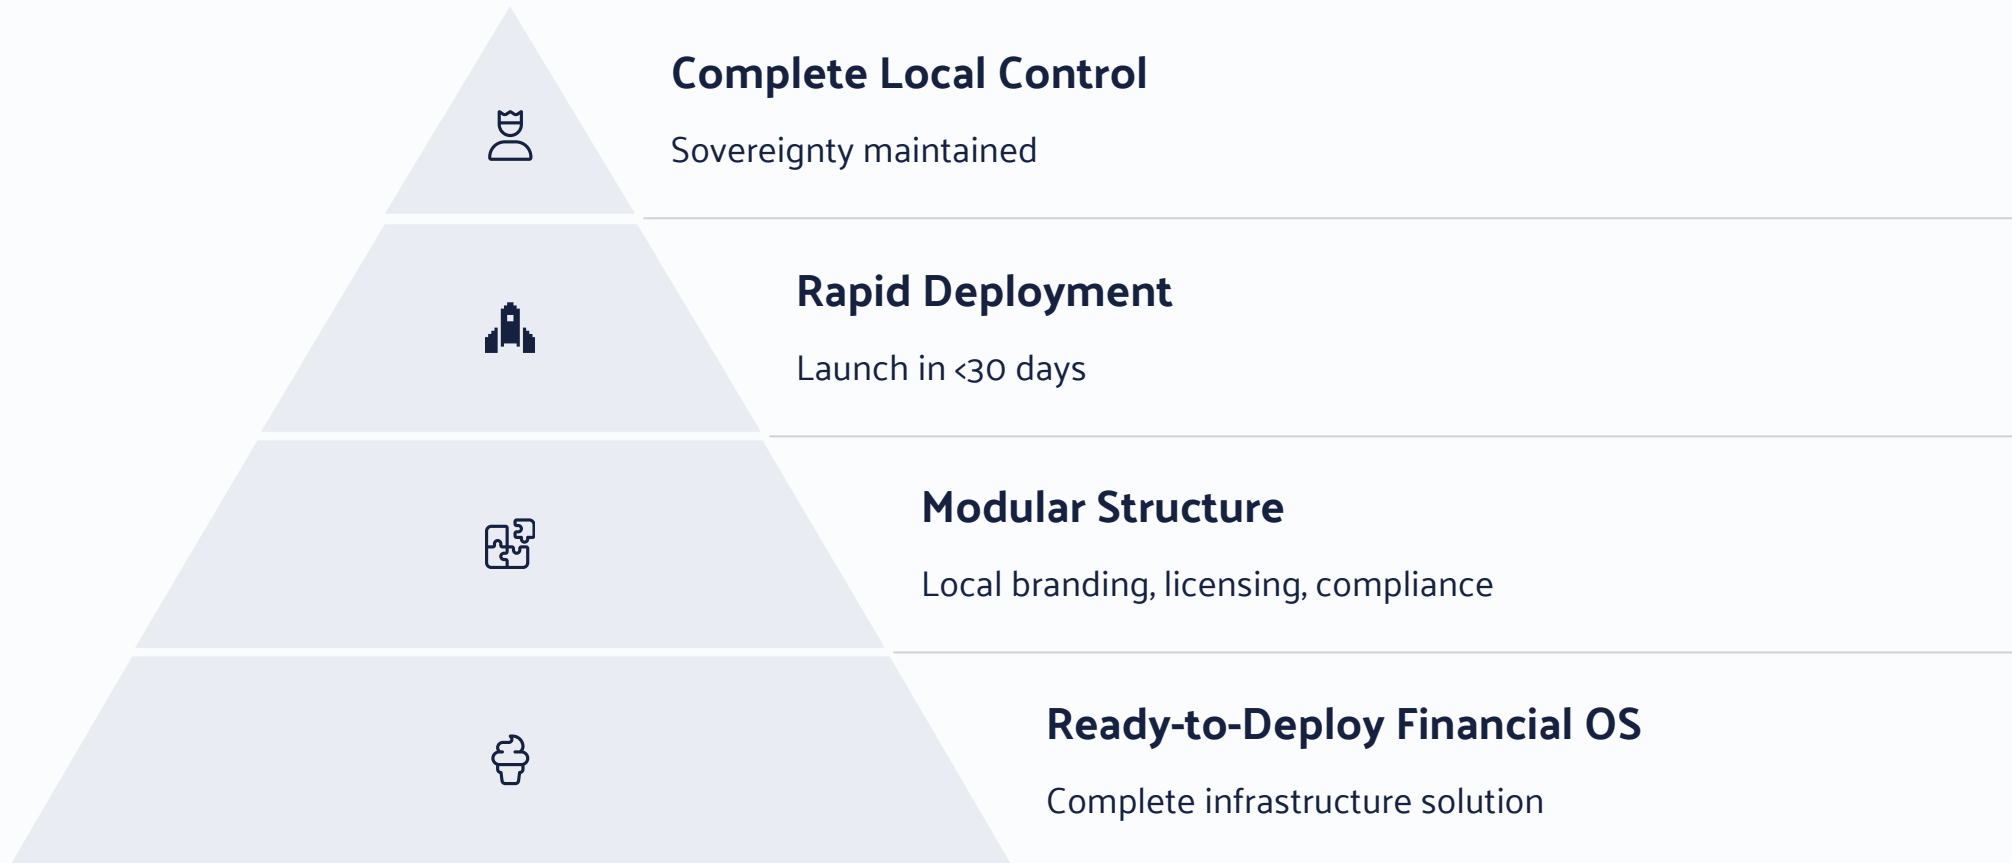 Complete Local Control
Sovereignty maintained
Rapid Deployment
Launch in <30 days
Modular Structure
Local branding, licensing, compliance
Ready-to-Deploy Financial OS
Complete infrastructure solution